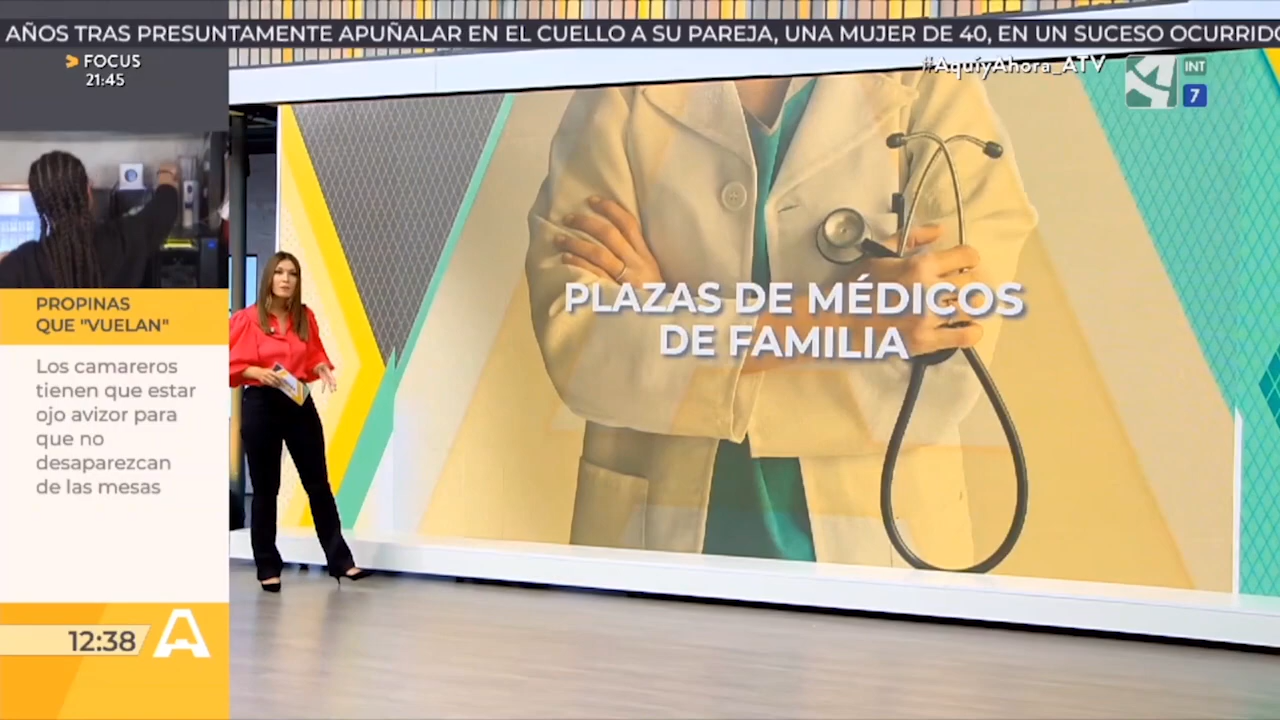 AÑOS TRAS PRESUNTAMENTE APUÑALAR EN EL CUELLO A SU PAREJA, UNA MUJER DE 40, EN UN SUCESO OCURRIDO
FOCUS
21:45
#AquíyAhora_ATV
INT
7
PLAZAS DE MÉDICOS
DE FAMILIA
PROPINAS
QUE "VUELAN"
Los camareros
tienen que estar
ojo avizor para
que no
desaparezcan
de las mesas
12:38